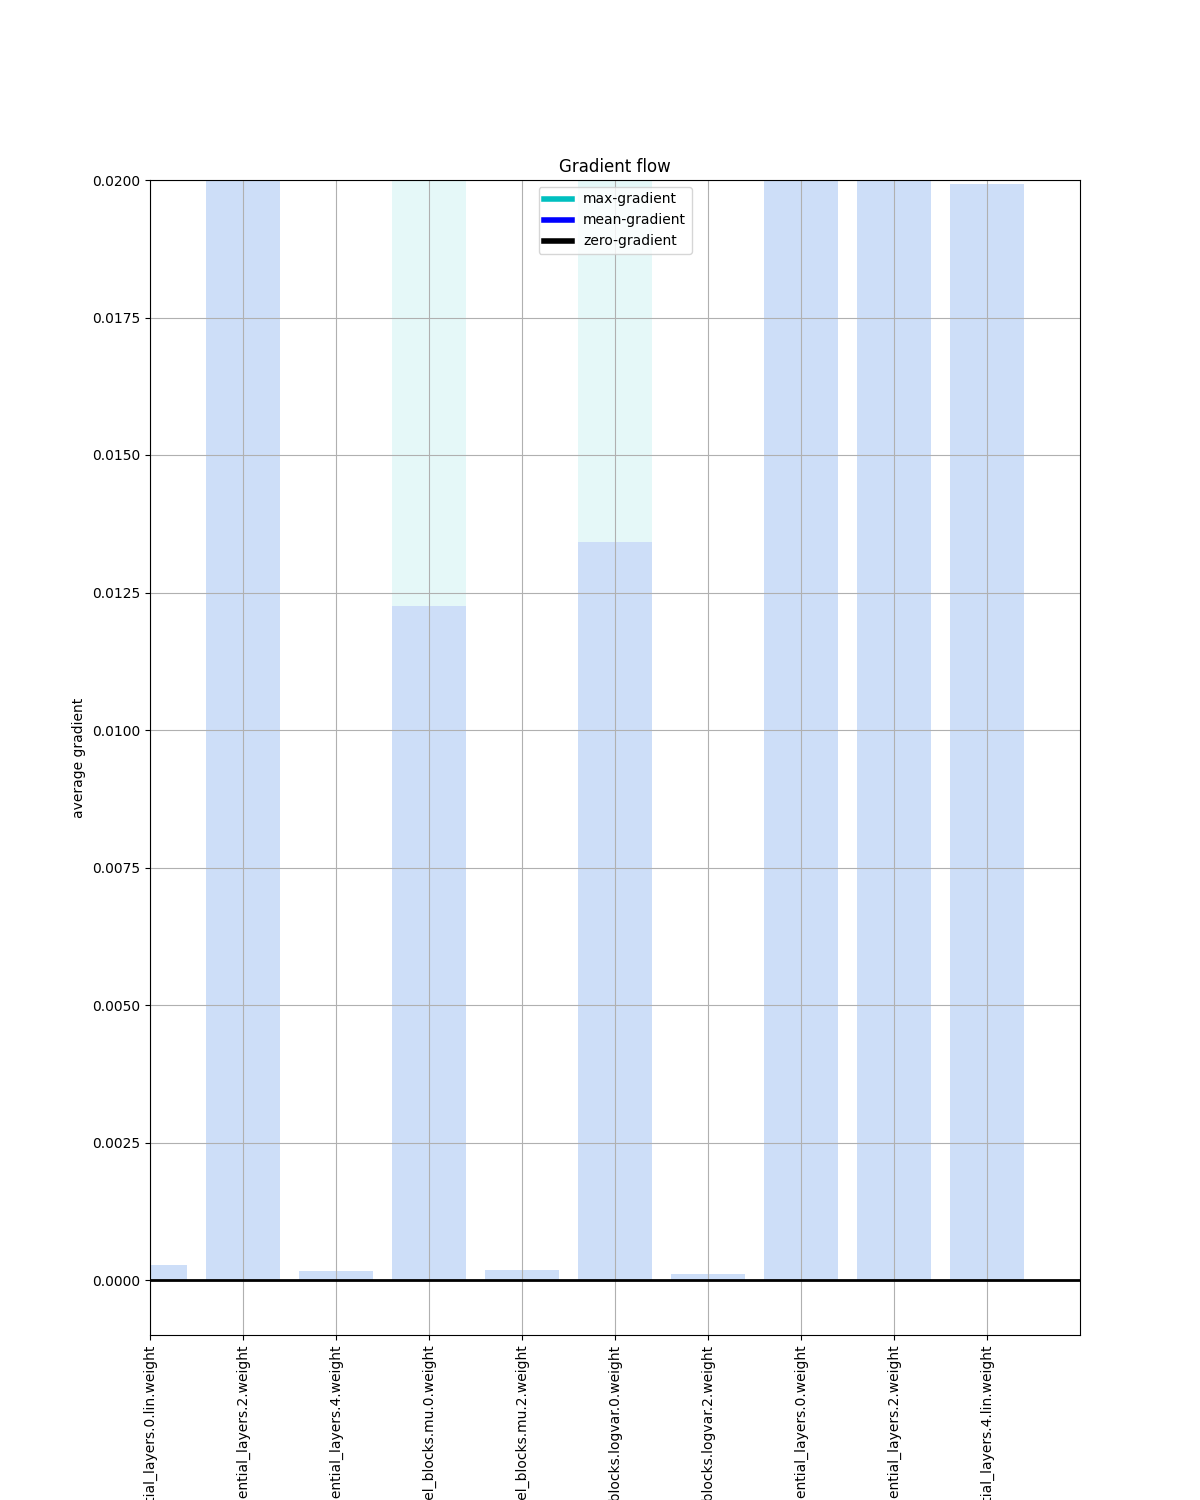 Gradient flow
max-gradient
mean-gradient
zero-gradient
0.0200
0.0175
0.0150
0.0125
0.0100
0.0075
0.0050
0.0025
0.0000
average gradient
tial_layers.0.lin.weight
ential_layers.2.weight
ential_layers.4.weight
el_blocks.mu.0.weight
el_blocks.mu.2.weight
blocks.logvar.0.weight
blocks.logvar.2.weight
ential_layers.0.weight
ential_layers.2.weight
tial_layers.4.lin.weight